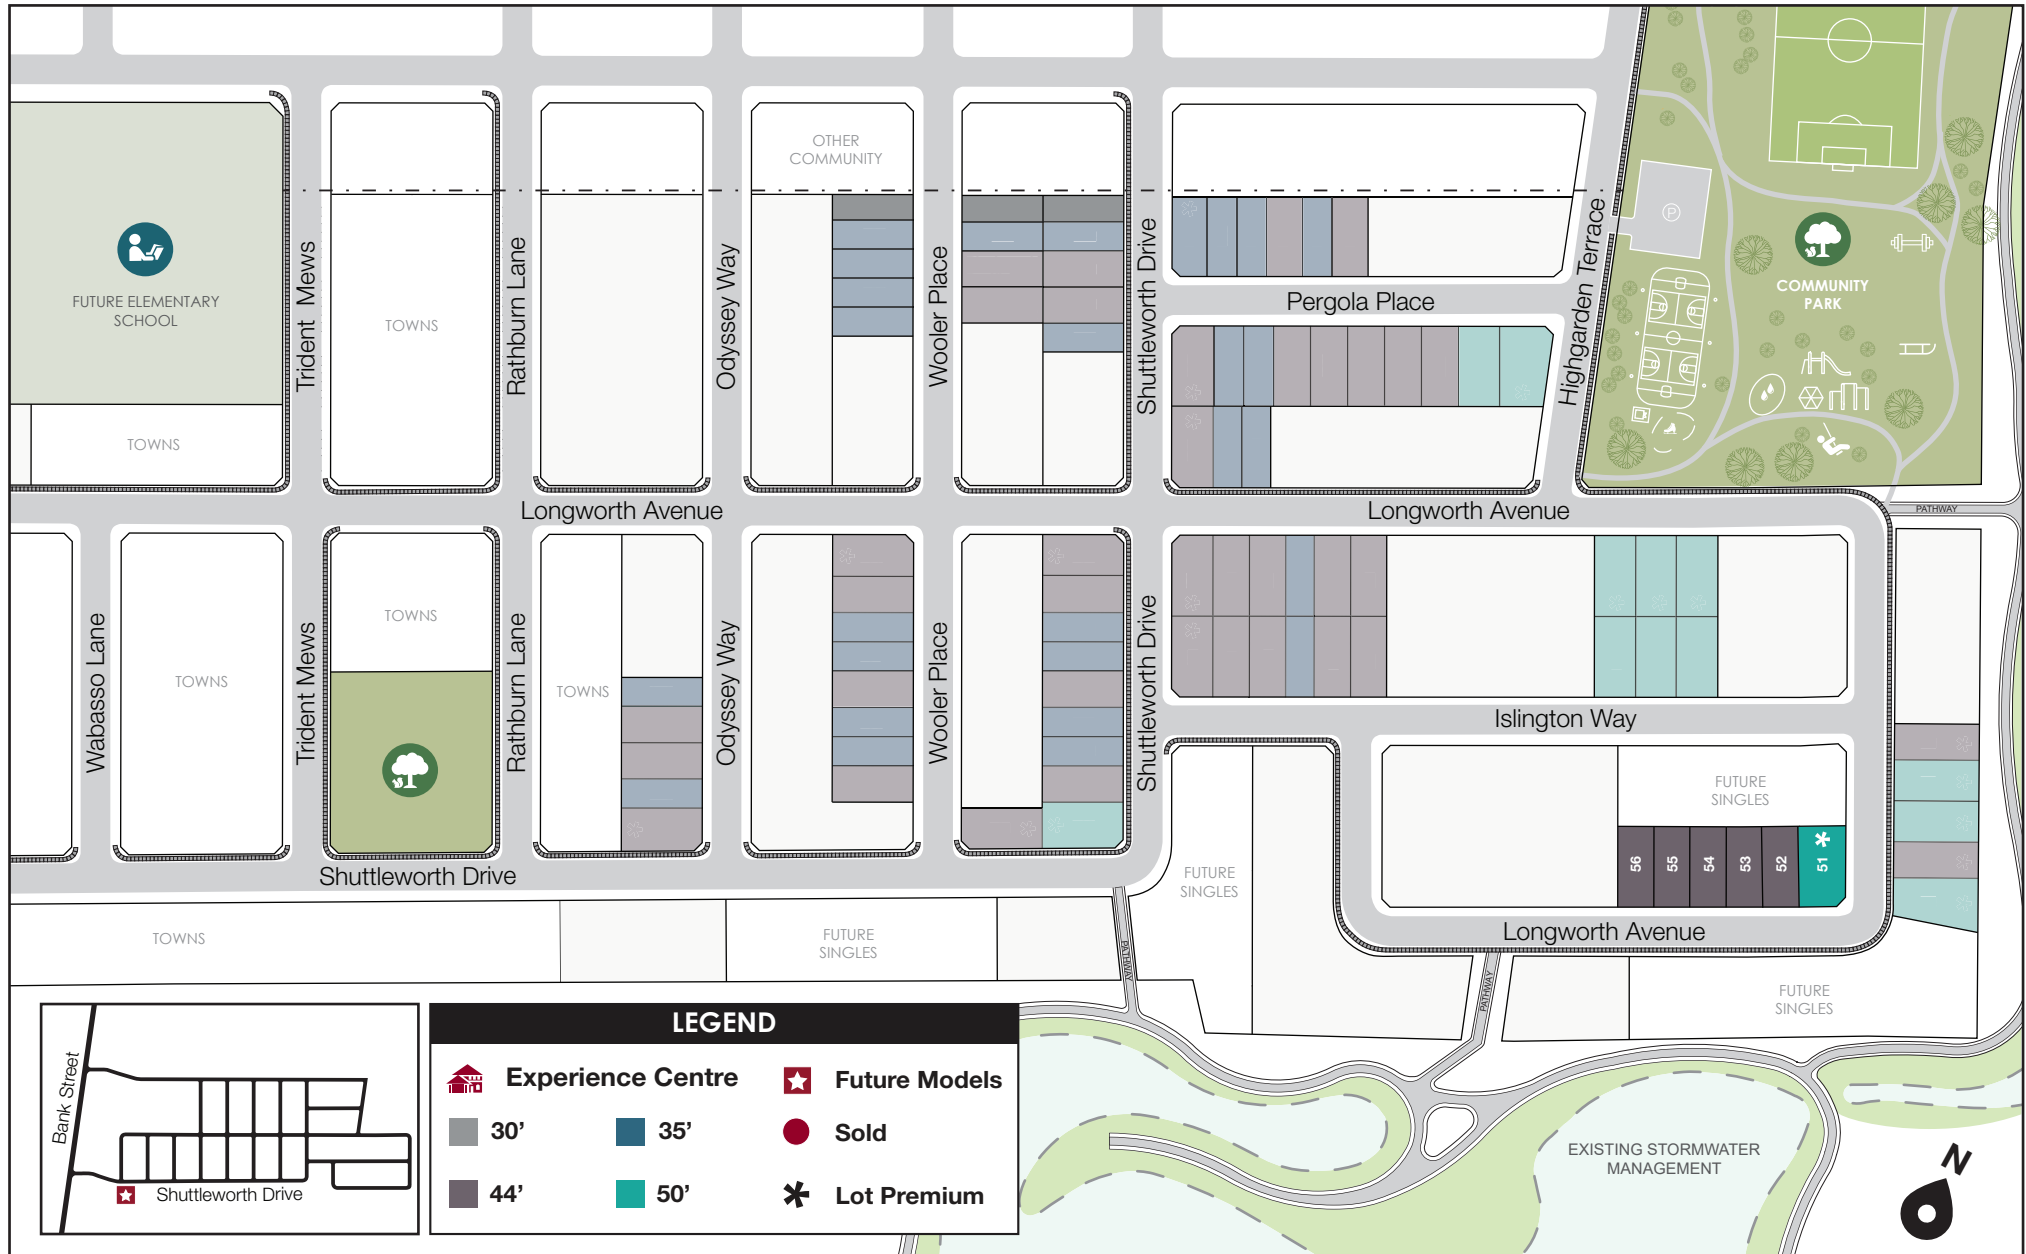 OTHER
COMMUNITY
FUTURE ELEMENTARY
SCHOOL
TOWNS
TOWNS
Trident Mews
Rathburn Lane
Odyssey Way
Wooler Place
Shuttleworth Drive
Highgarden Terrace
Pergola Place
P
COMMUNITY
PARK
Longworth Avenue
Longworth Avenue
PATHWAY
Wabasso Lane
TOWNS
Trident Mews
TOWNS
Rathburn Lane
TOWNS
Odyssey Way
Wooler Place
Shuttleworth Drive
Islington Way
FUTURE
SINGLES
56
55
54
53
52
51
Longworth Avenue
Shuttleworth Drive
FUTURE
SINGLES
TOWNS
FUTURE
SINGLES
PATHWAY
PATHWAY
FUTURE
SINGLES
Bank Street
Shuttleworth Drive
LEGEND
Experience Centre
Future Models
30’
35’
Sold
44’
50’
Lot Premium
EXISTING STORMWATER
MANAGEMENT
N